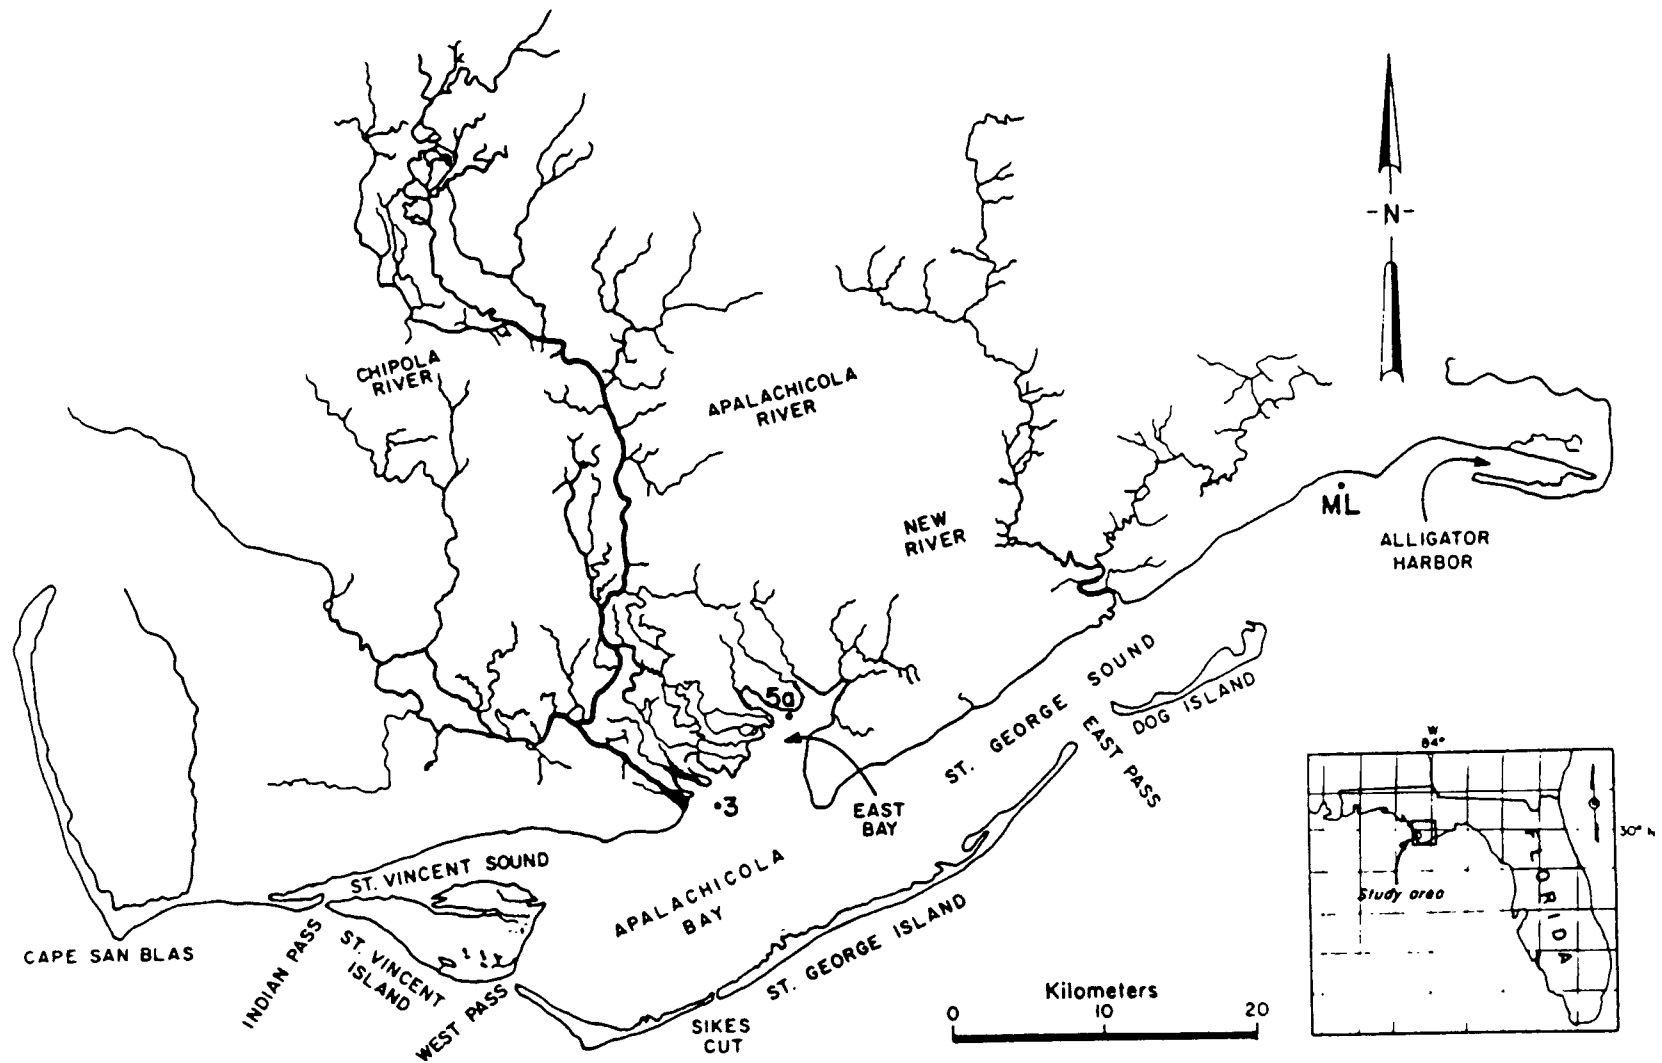 -N-
CHIPOLA
RIVER
APALACHICOLA
RIVER
NEW
RIVER
ML
ALLIGATOR
HARBOR
5a
3
EAST
BAY
ST. GEORGE SOUND
EAST PASS
DOG ISLAND
ST. VINCENT SOUND
APALACHICOLA
BAY
ST. GEORGE ISLAND
CAPE SAN BLAS
INDIAN PASS
ST. VINCENT
ISLAND
WEST PASS
SIKES
CUT
Kilometers
0 10 20
W
84°
30° N
FLORIDA
Study area